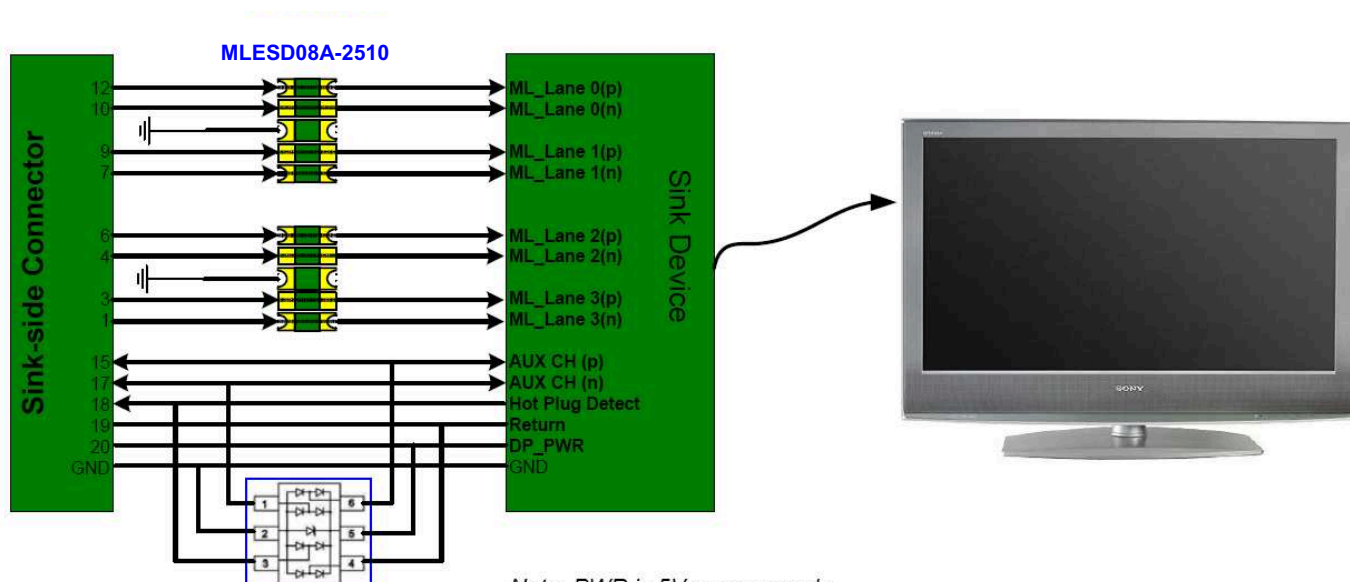 MLESD08A-2510
Sink-side Connector
12
10
9
7
6
4
3
1
15
17
18
19
20
GND
ML_Lane 0(p)
ML_Lane 0(n)
ML_Lane 1(p)
ML_Lane 1(n)
ML_Lane 2(p)
ML_Lane 2(n)
ML_Lane 3(p)
ML_Lane 3(n)
AUX CH (p)
AUX CH (n)
Hot Plug Detect
Return
DP_PWR
GND
Sink Device
SONY
1
2
3
6
5
4